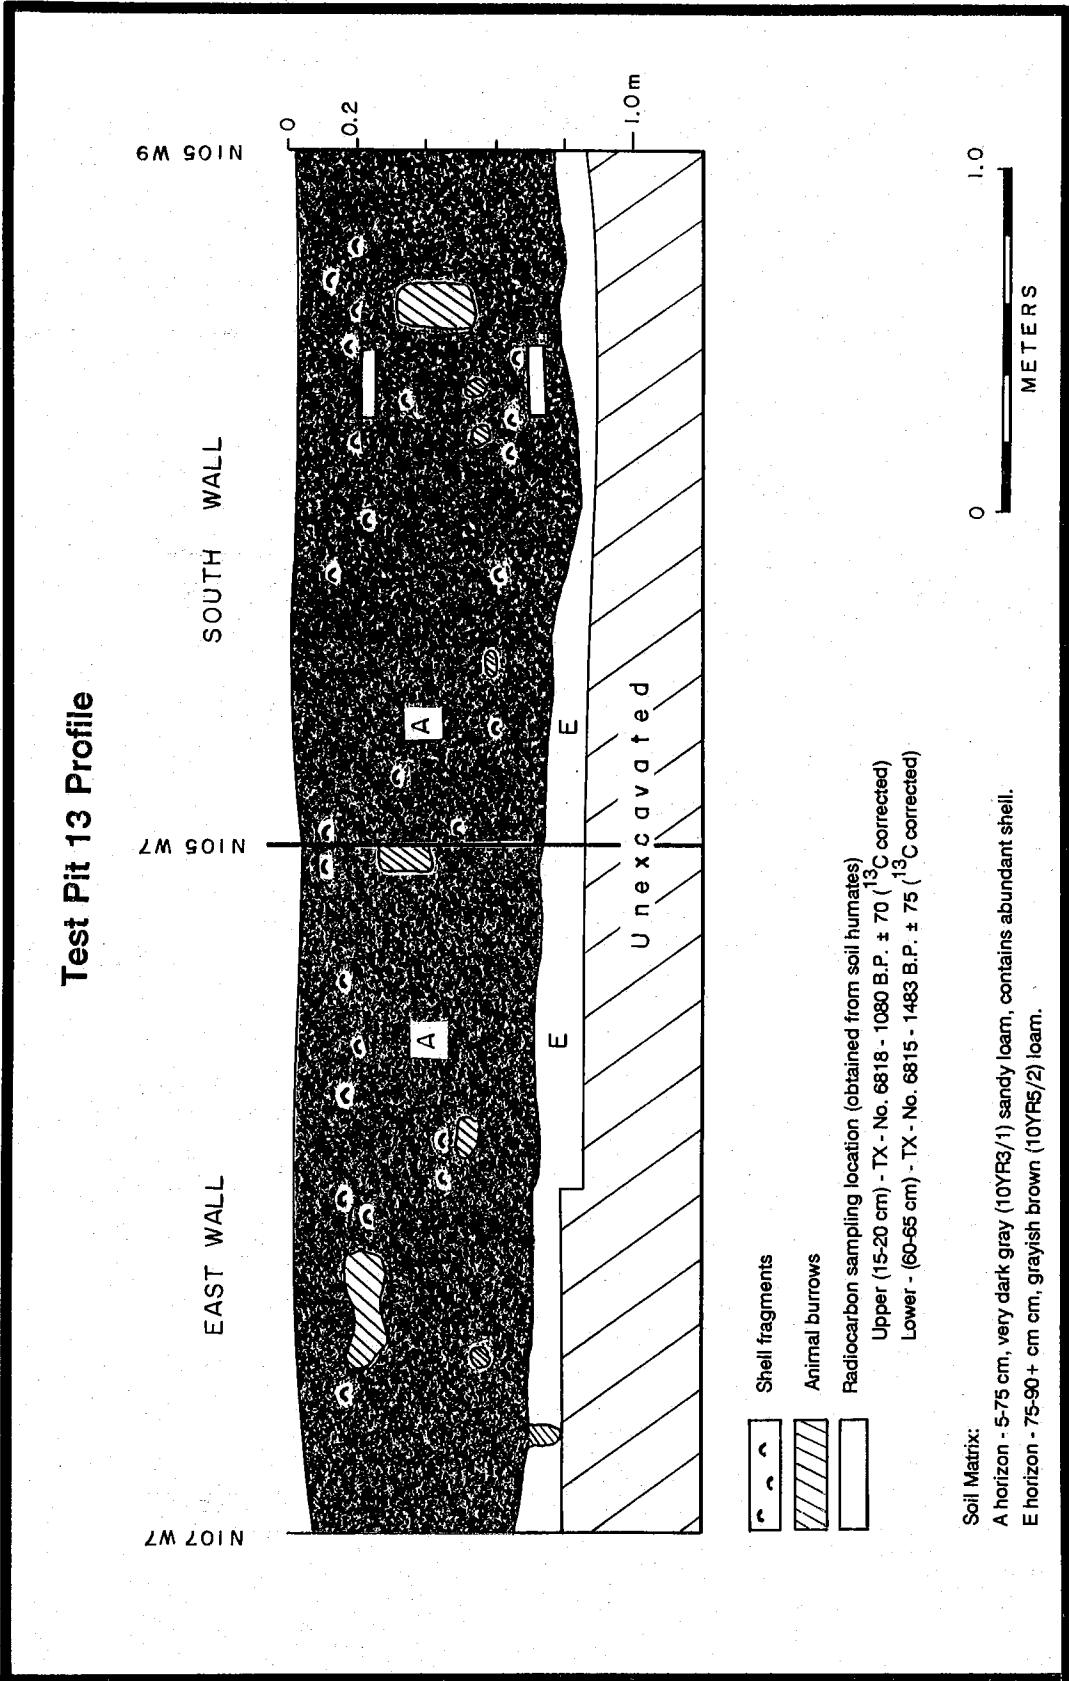 Test Pit 13 Profile
EAST WALL
SOUTH WALL
N107 W7
N105 W7
N105 W9
0
0.2
1.0m
A
A
E
E
Unexcavated
Shell fragments
Animal burrows
Radiocarbon sampling location (obtained from soil humates)
Upper (15-20 cm) - TX - No. 6818 - 1080 B.P. ± 70 (¹³C corrected)
Lower - (60-65 cm) - TX - No. 6815 - 1483 B.P. ± 75 (¹³C corrected)
0
1.0
METERS
Soil Matrix:
A horizon - 5-75 cm, very dark gray (10YR3/1) sandy loam, contains abundant shell.
E horizon - 75-90+ cm cm, grayish brown (10YR5/2) loam.